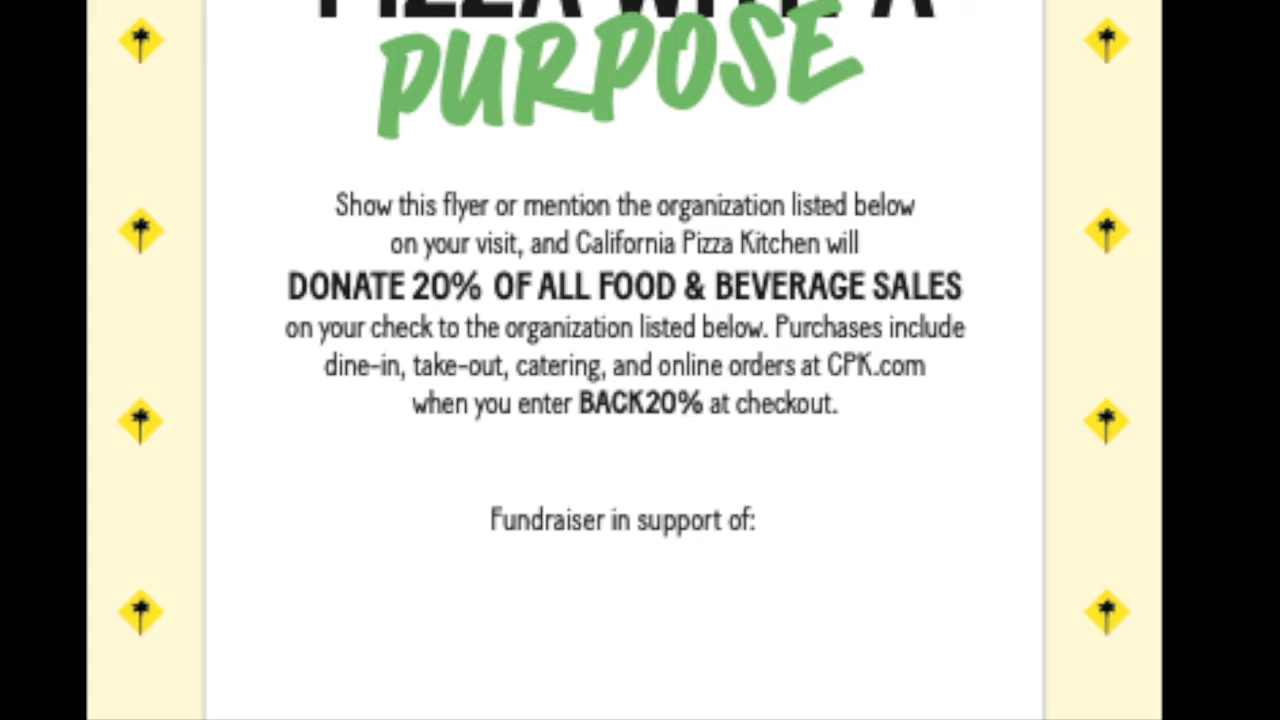 PIZZA WITH A
PURPOSE
Show this flyer or mention the organization listed below
on your visit, and California Pizza Kitchen will
DONATE 20% OF ALL FOOD & BEVERAGE SALES
on your check to the organization listed below. Purchases include
dine-in, take-out, catering, and online orders at CPK.com
when you enter BACK20% at checkout.
Fundraiser in support of: